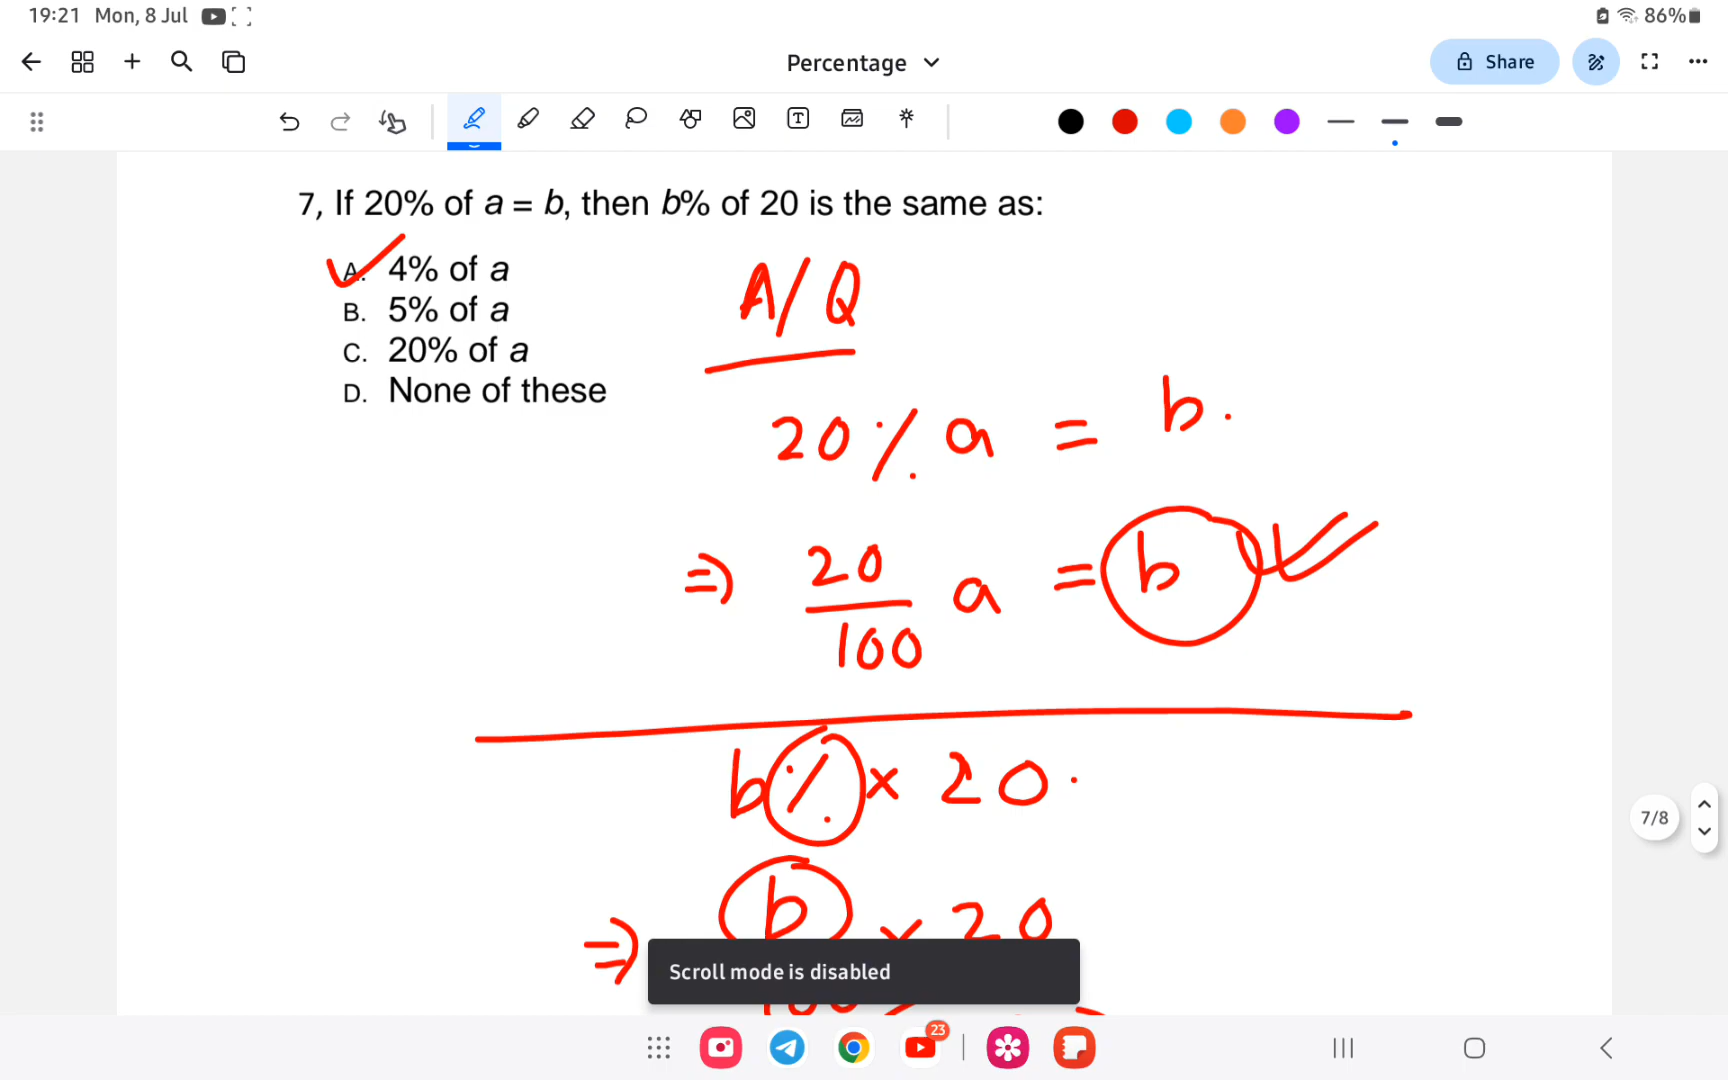 19:21 Mon, 8 Jul
86%
Percentage
Share
7, If 20% of a = b, then b% of 20 is the same as:
A. 4% of a
B. 5% of a
C. 20% of a
D. None of these
A/Q
20% a = b.
⇒ 20/100 a = b
b% x 20.
⇒ b x 20
100
Scroll mode is disabled
7/8
23